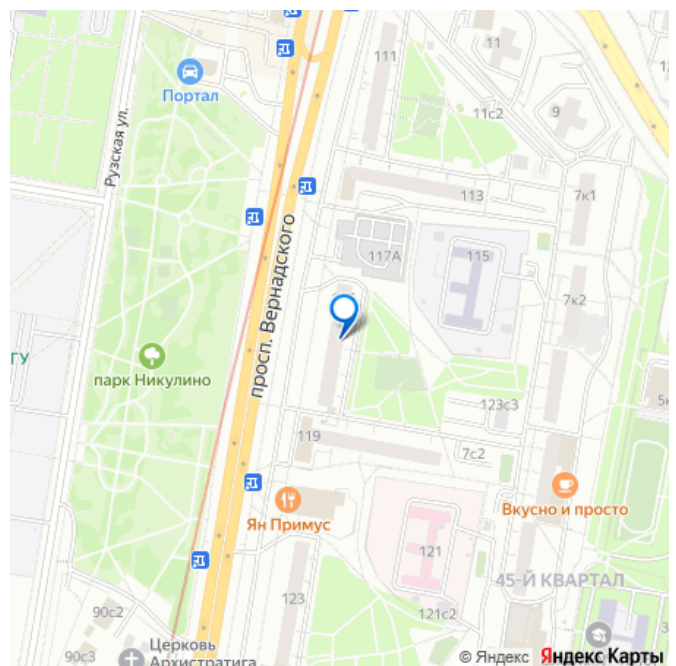 111
11
Портал
11с2
9
Рузская ул.
113
7к1
просп. Вернадского
117А
115
7к2
ГУ
парк Никулино
123с3
5к
119
7с2
Ян Примус
Вкусно и просто
121
45-Й КВАРТАЛ
90с2
123
121с2
Церковь
90с3
Архистратига
© Яндекс Яндекс Карты